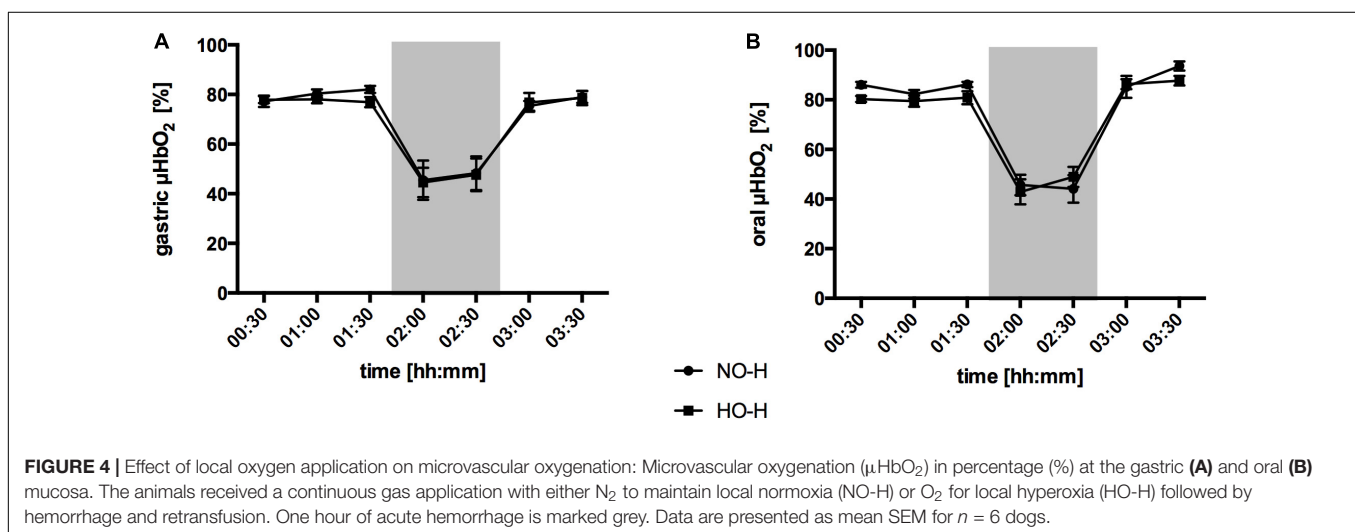 A
B
gastric µHbO₂ [%]
100
80
60
40
20
0
00:30 01:00 01:30 02:00 02:30 03:00 03:30
time [hh:mm]
oral µHbO₂ [%]
100
80
60
40
20
0
00:30 01:00 01:30 02:00 02:30 03:00 03:30
time [hh:mm]
NO-H
HO-H
FIGURE 4 | Effect of local oxygen application on microvascular oxygenation: Microvascular oxygenation (µHbO₂) in percentage (%) at the gastric (A) and oral (B)
mucosa. The animals received a continuous gas application with either N₂ to maintain local normoxia (NO-H) or O₂ for local hyperoxia (HO-H) followed by
hemorrhage and retransfusion. One hour of acute hemorrhage is marked grey. Data are presented as mean SEM for n = 6 dogs.